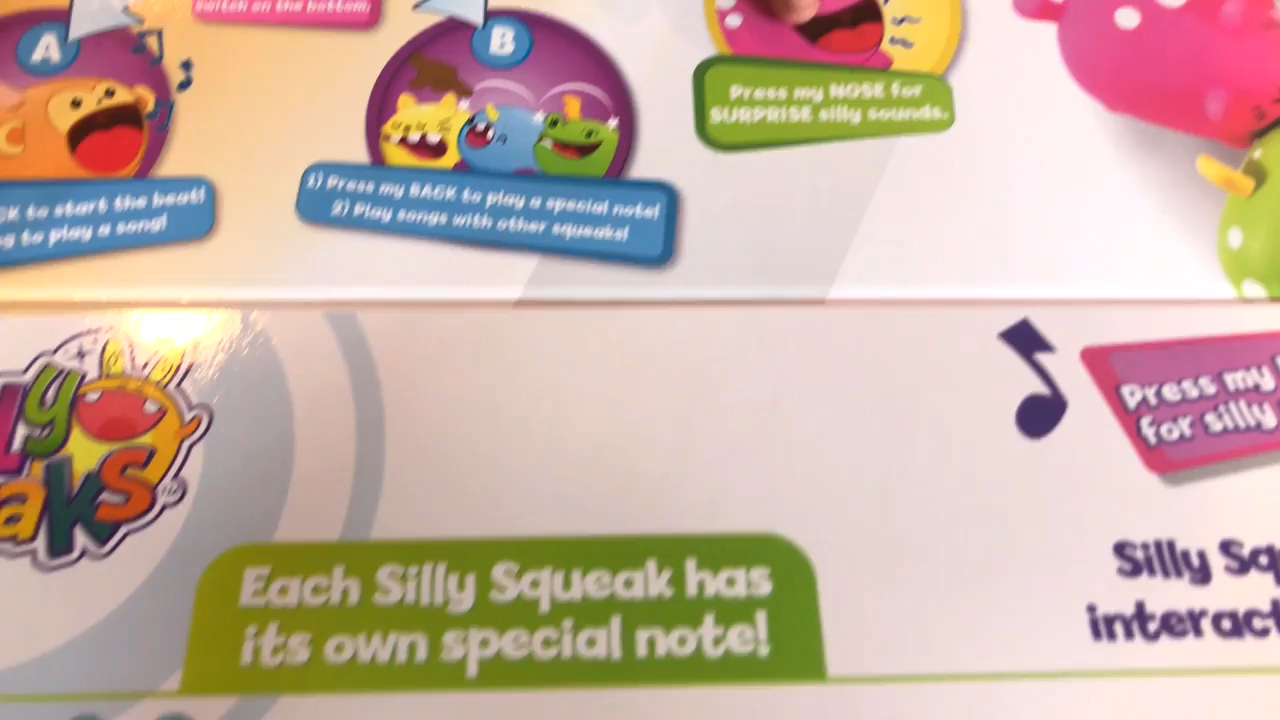 switch on the bottom.
A
B
Press my NOSE for
SURPRISE silly sounds.
to start the beat!
to play a song!
1) Press my BACK to play a special note!
2) Play songs with other squeaks!
Press my
for silly
Each Silly Squeak has
its own special note!
Silly